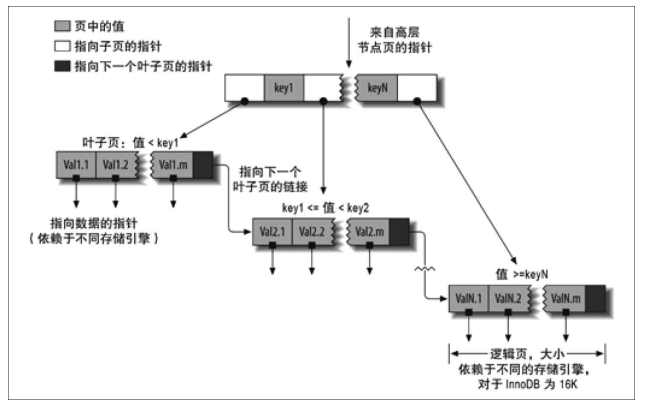 页中的值
指向子页的指针
指向下一个叶子页的指针
来自高层
节点页的指针
key1
keyN
叶子页：值 < key1
Val1.1
Val1.2
Val1.m
指向下一个
叶子页的链接
key1 <= 值 < key2
指向数据的指针
(依赖于不同存储引擎)
Val2.1
Val2.2
Val2.m
值 >=keyN
ValN.1
ValN.2
ValN.m
逻辑页，大小
依赖于不同的存储引擎，
对于 InnoDB 为 16K